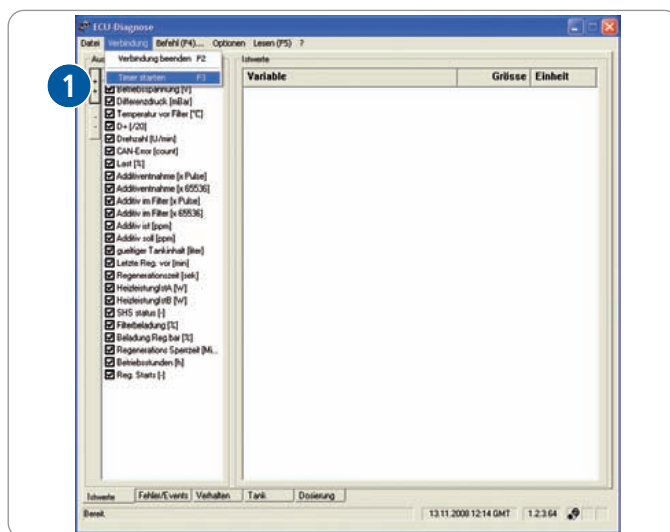 ECU-Diagnose
Datei Verbindung Befehl (F4)... Optionen Lesen (F5) ?
Verbindung beenden F2
Timer starten F3
1
Istwerte
Variable Grösse Einheit
Betriebsspannung [V]
Differenzdruck [mBar]
Temperatur vor Filter [°C]
D+ [/20]
Drehzahl [U/min]
CAN-Error [count]
Last [%]
Additiventnahme [x Pulse]
Additiventnahme [x 65536]
Additiv im Filter [x Pulse]
Additiv im Filter [x 65536]
Additiv ist [ppm]
Additiv soll [ppm]
gueltiger Tankinhalt [liter]
Letzte Reg. vor [min]
Regenerationszeit [sek]
HeizleistungIstA [W]
HeizleistungIstB [W]
SHS status [-]
Filterbeladung [%]
Beladung Reg.bar [%]
Regenerations Sperrzeit [Mi...
Betriebsstunden [h]
Reg. Starts [-]
Istwerte Fehler/Events Verhalten Tank Dosierung
Bereit. 13.11.2008 12:14 GMT 1.2.3.64